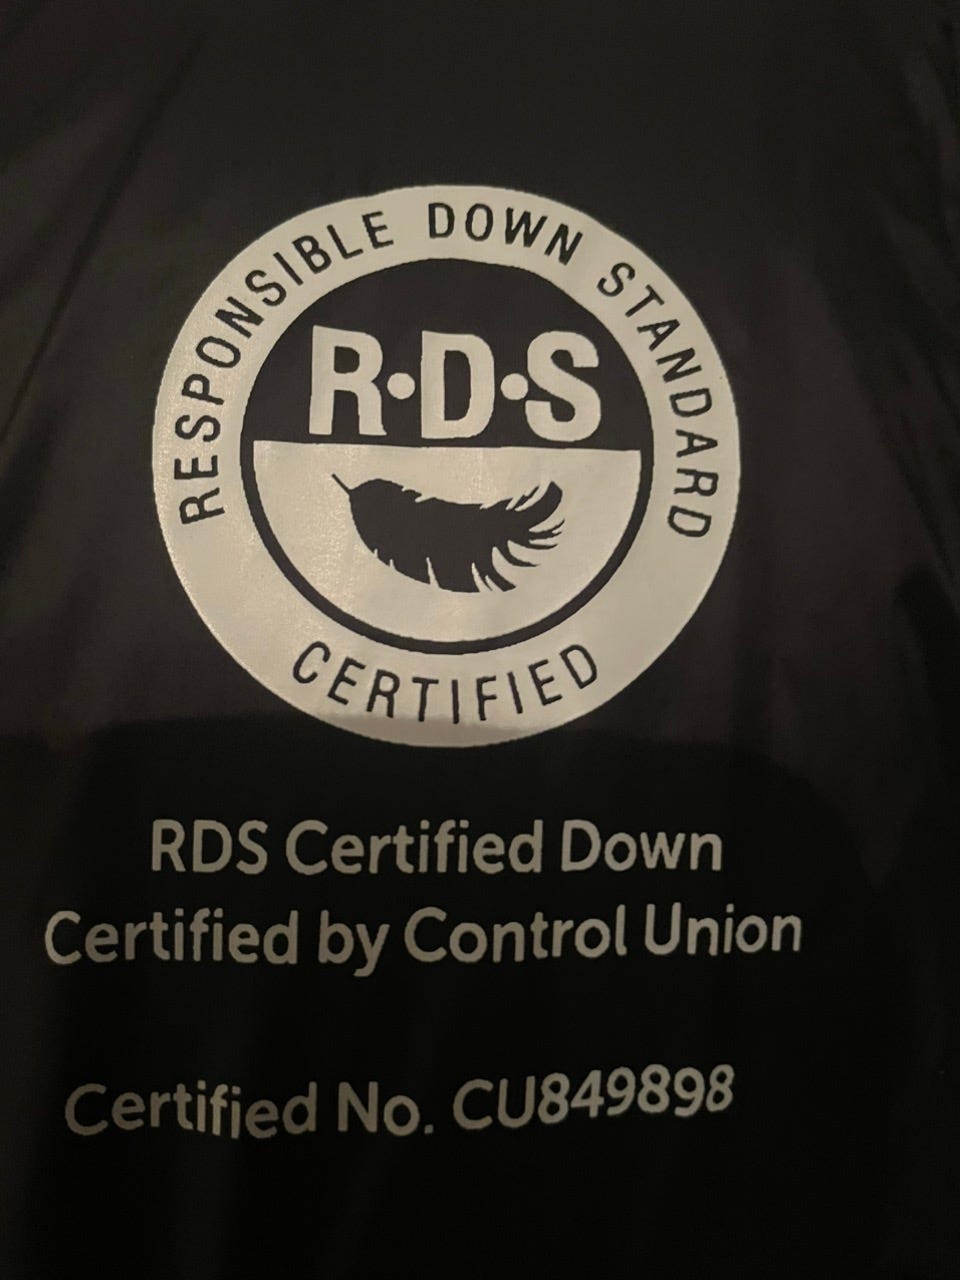 RESPONSIBLE DOWN STANDARD
R·D·S
CERTIFIED
RDS Certified Down
Certified by Control Union
Certified No. CU849898